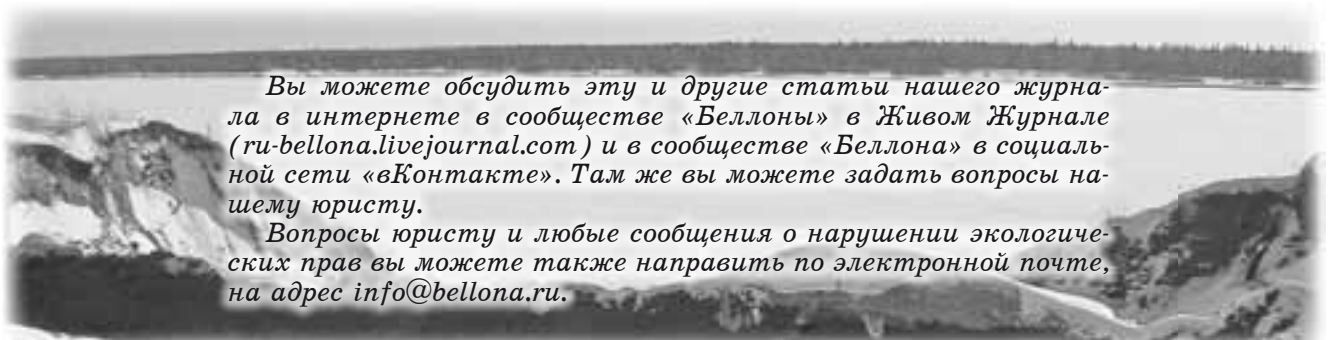 Вы можете обсудить эту и другие статьи нашего журна-
ла в интернете в сообществе «Беллоны» в Живом Журнале
(ru-bellona.livejournal.com) и в сообществе «Беллона» в социаль-
ной сети «вКонтакте». Там же вы можете задать вопросы на-
шему юристу.
Вопросы юристу и любые сообщения о нарушении экологиче-
ских прав вы можете также направить по электронной почте,
на адрес info@bellona.ru.